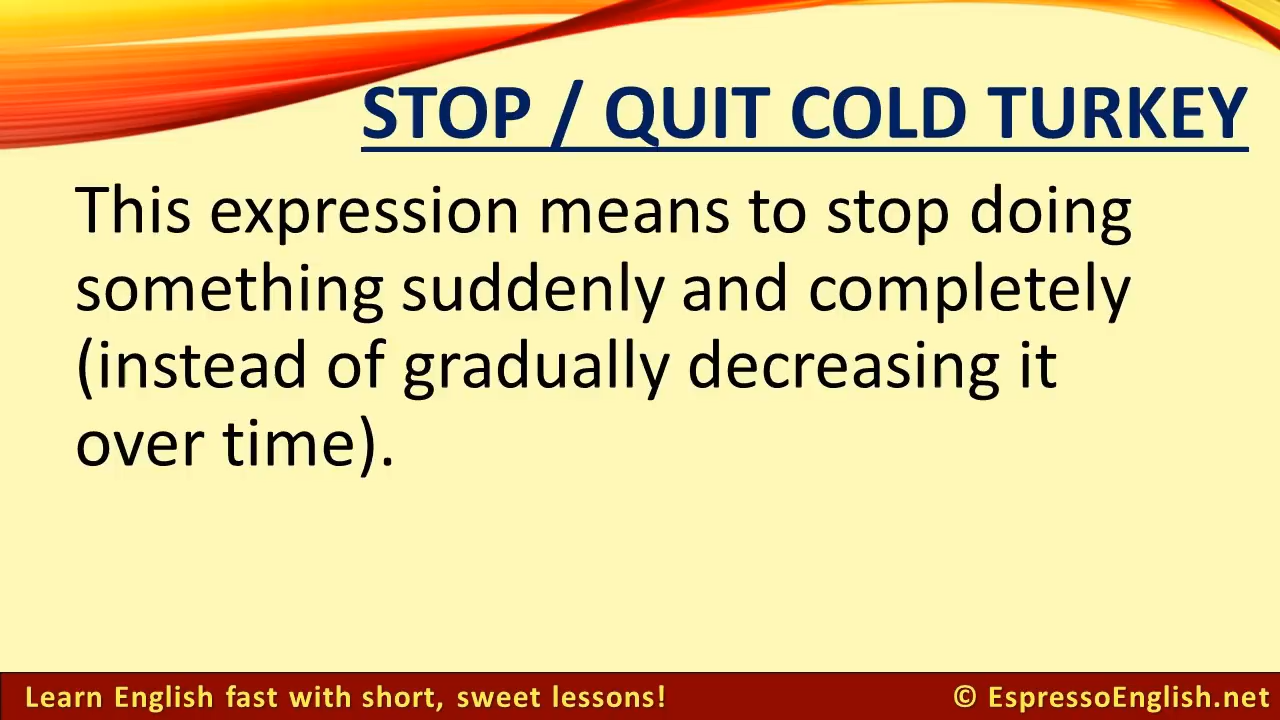 STOP / QUIT COLD TURKEY
This expression means to stop doing
something suddenly and completely
(instead of gradually decreasing it
over time).
Learn English fast with short, sweet lessons!
© EspressoEnglish.net